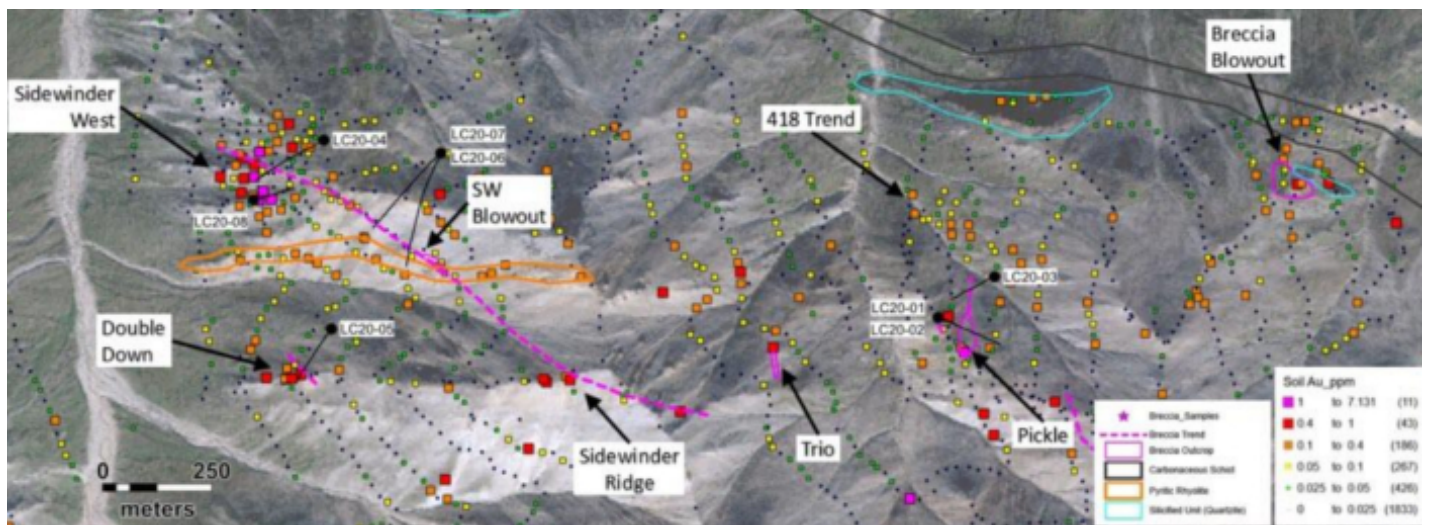 Breccia
Blowout
Sidewinder
West
418 Trend
LC20-04
LC20-07
LC20-06
SW
Blowout
LC20-08
LC20-03
LC20-01
LC20-02
Double
Down
LC20-05
Trio
Pickle
Sidewinder
Ridge
0 250
meters
Breccia_Samples
Breccia Trend
Breccia Outcrop
Carbonaceous Schist
Pyritic Rhyolite
Silicified Unit (Quartzite)
Soil Au_ppm
1 to 7.131 (11)
0.4 to 1 (43)
0.1 to 0.4 (186)
0.05 to 0.1 (267)
0.025 to 0.05 (426)
0 to 0.025 (1833)